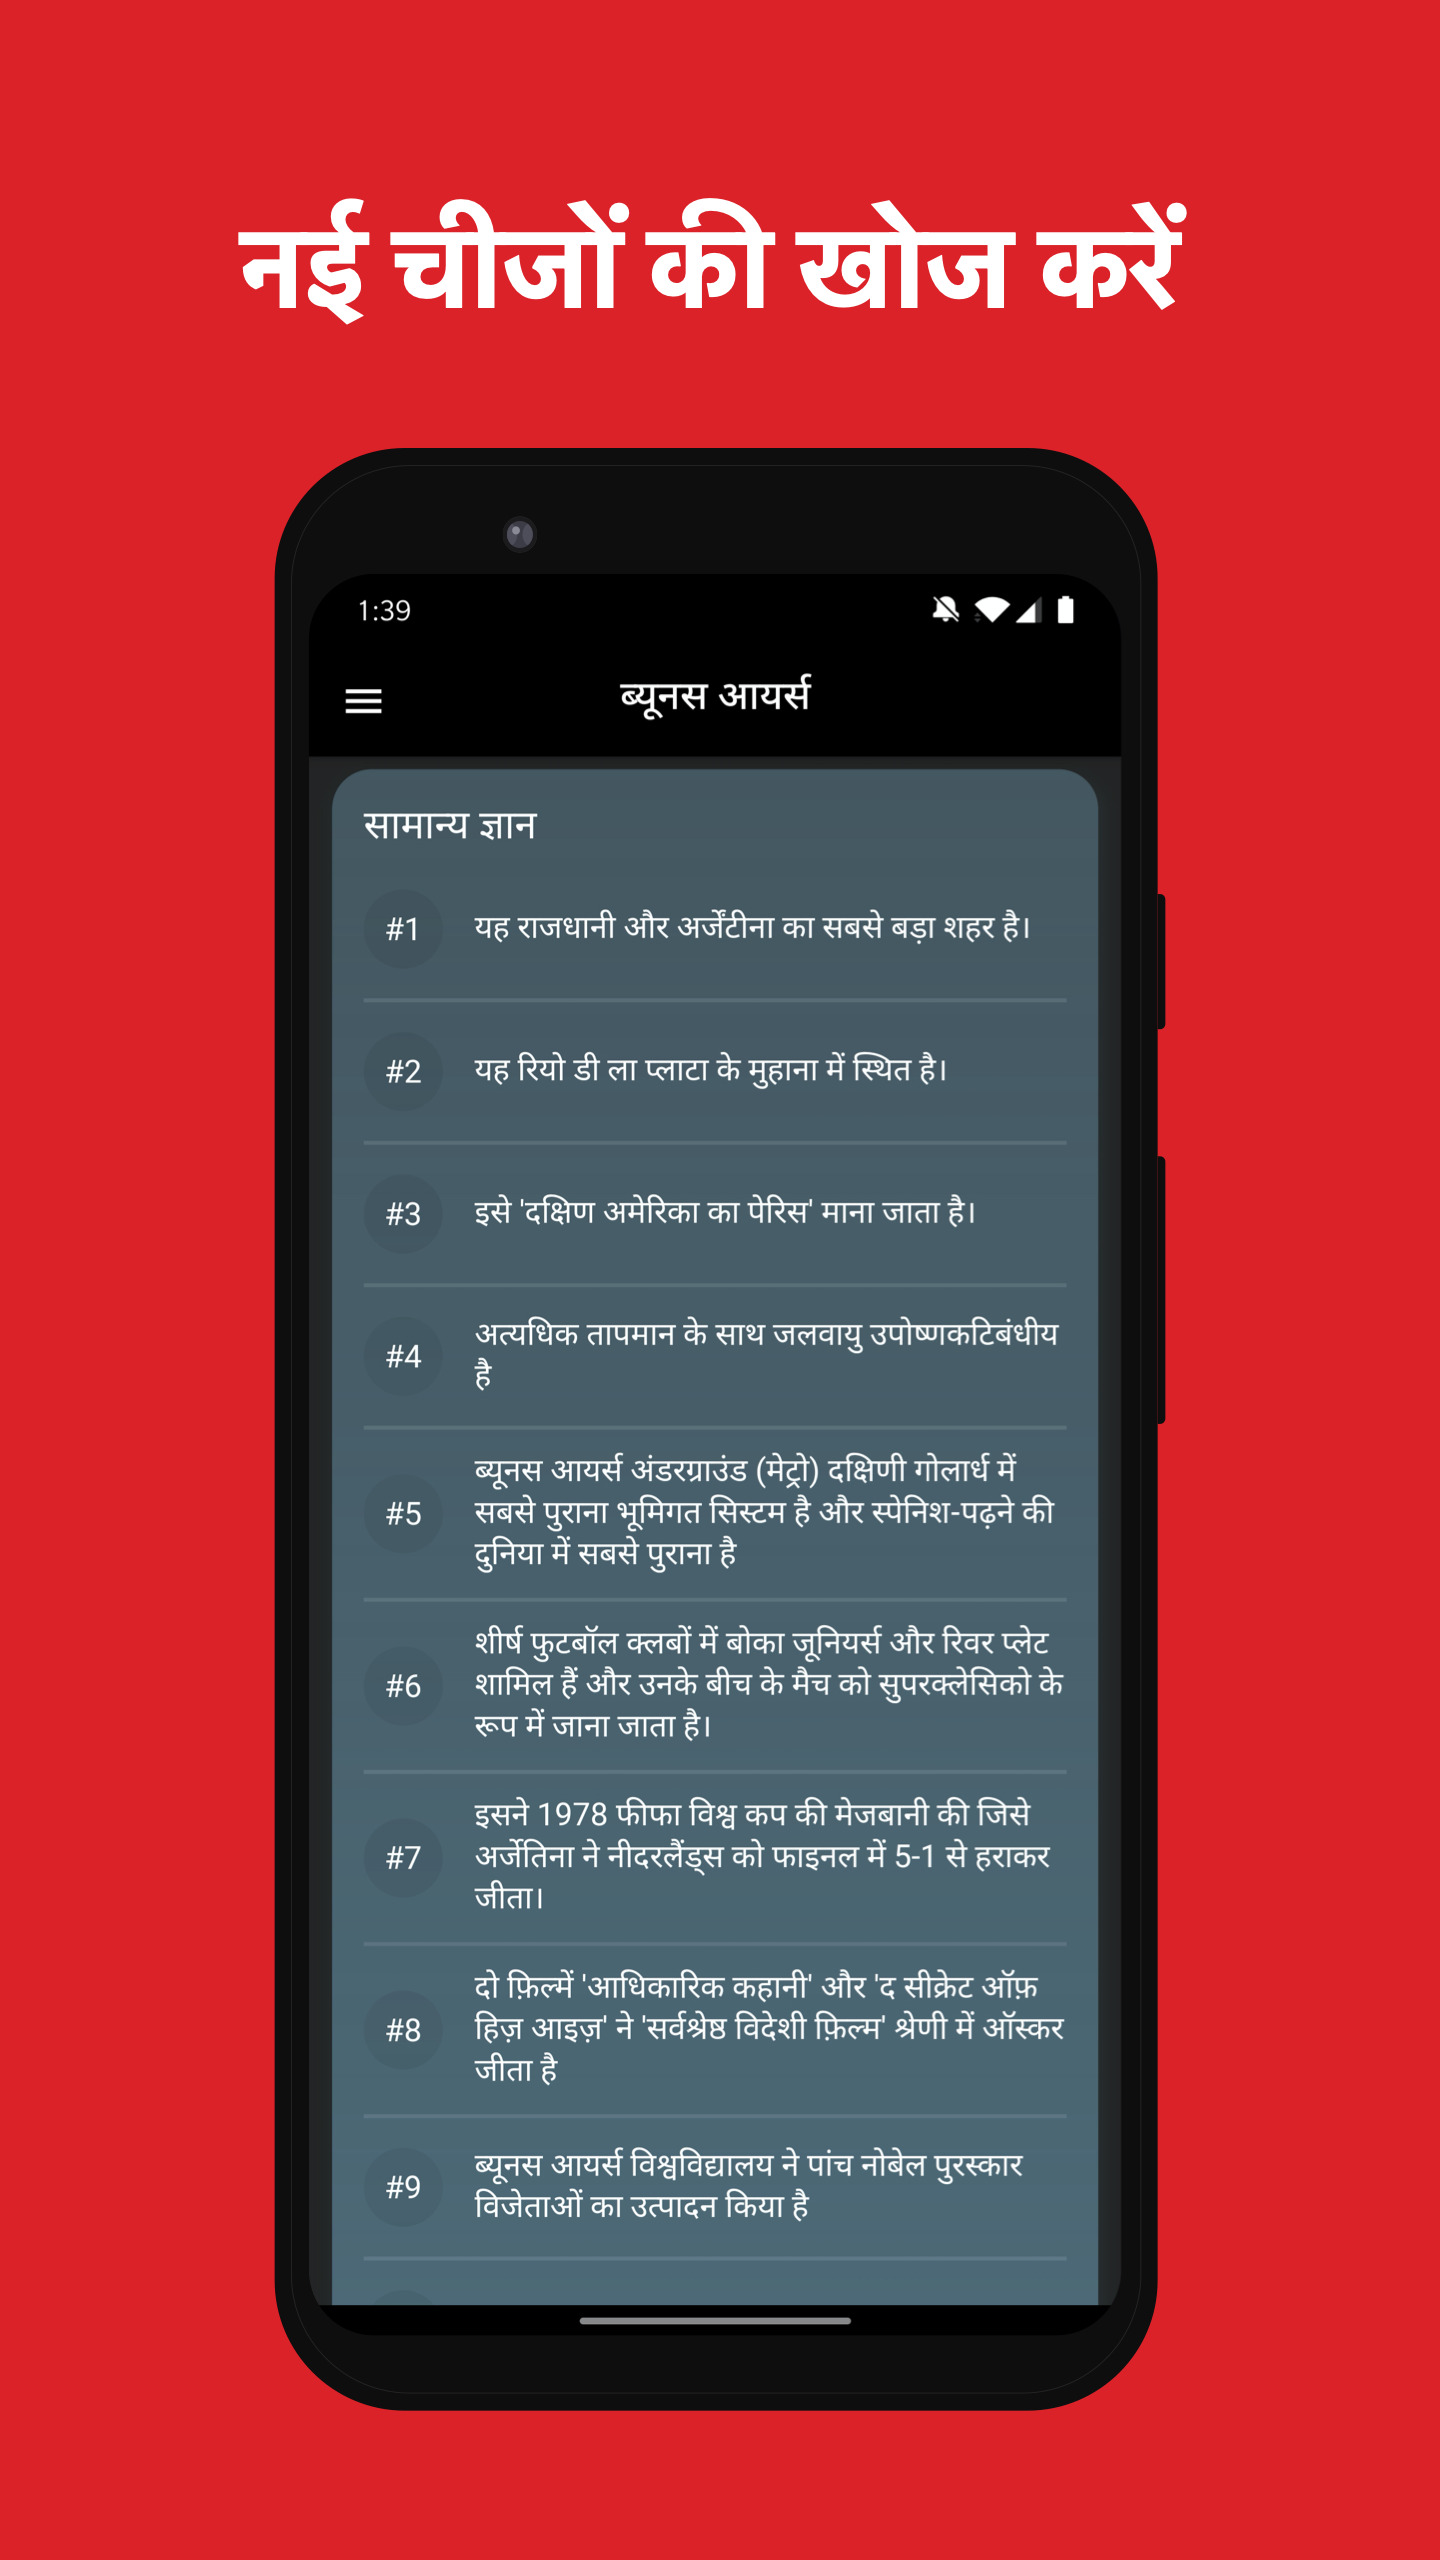 नई चीजों की खोज करें
1:39
ब्यूनस आयर्स
सामान्य ज्ञान
#1 यह राजधानी और अर्जेंटीना का सबसे बड़ा शहर है।
#2 यह रियो डी ला प्लाटा के मुहाना में स्थित है।
#3 इसे 'दक्षिण अमेरिका का पेरिस' माना जाता है।
#4 अत्यधिक तापमान के साथ जलवायु उपोष्णकटिबंधीय
है
#5 ब्यूनस आयर्स अंडरग्राउंड (मेट्रो) दक्षिणी गोलार्ध में
सबसे पुराना भूमिगत सिस्टम है और स्पेनिश-पढ़ने की
दुनिया में सबसे पुराना है
#6 शीर्ष फुटबॉल क्लबों में बोका जूनियर्स और रिवर प्लेट
शामिल हैं और उनके बीच के मैच को सुपरक्लेसिको के
रूप में जाना जाता है।
#7 इसने 1978 फीफा विश्व कप की मेजबानी की जिसे
अर्जेतिना ने नीदरलैंड्स को फाइनल में 5-1 से हराकर
जीता।
#8 दो फ़िल्में 'आधिकारिक कहानी' और 'द सीक्रेट ऑफ़
हिज़ आइज़' ने 'सर्वश्रेष्ठ विदेशी फ़िल्म' श्रेणी में ऑस्कर
जीता है
#9 ब्यूनस आयर्स विश्वविद्यालय ने पांच नोबेल पुरस्कार
विजेताओं का उत्पादन किया है